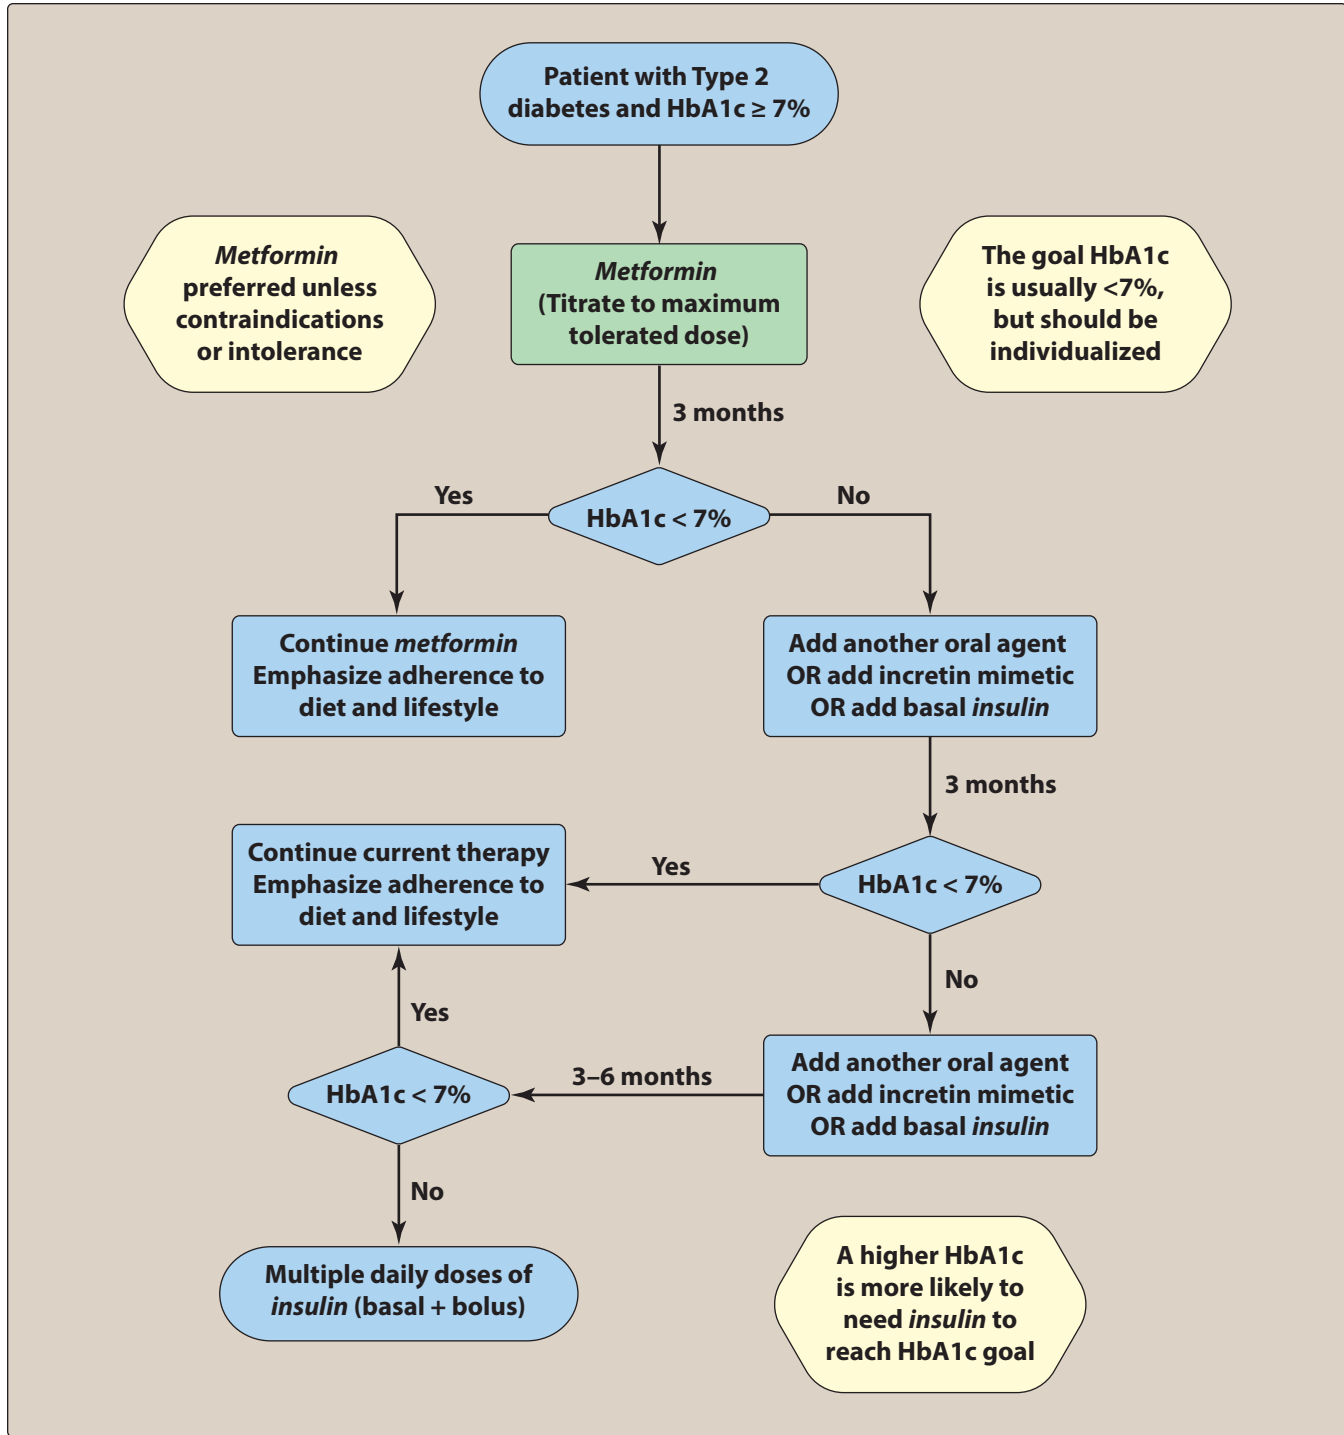 Patient with Type 2
diabetes and HbA1c ≥ 7%
Metformin
preferred unless
contraindications
or intolerance
Metformin
(Titrate to maximum
tolerated dose)
The goal HbA1c
is usually <7%,
but should be
individualized
3 months
Yes
HbA1c < 7%
No
Continue metformin
Emphasize adherence to
diet and lifestyle
Add another oral agent
OR add incretin mimetic
OR add basal insulin
3 months
Continue current therapy
Emphasize adherence to
diet and lifestyle
Yes
HbA1c < 7%
No
Yes
HbA1c < 7%
3–6 months
Add another oral agent
OR add incretin mimetic
OR add basal insulin
No
Multiple daily doses of
insulin (basal + bolus)
A higher HbA1c
is more likely to
need insulin to
reach HbA1c goal